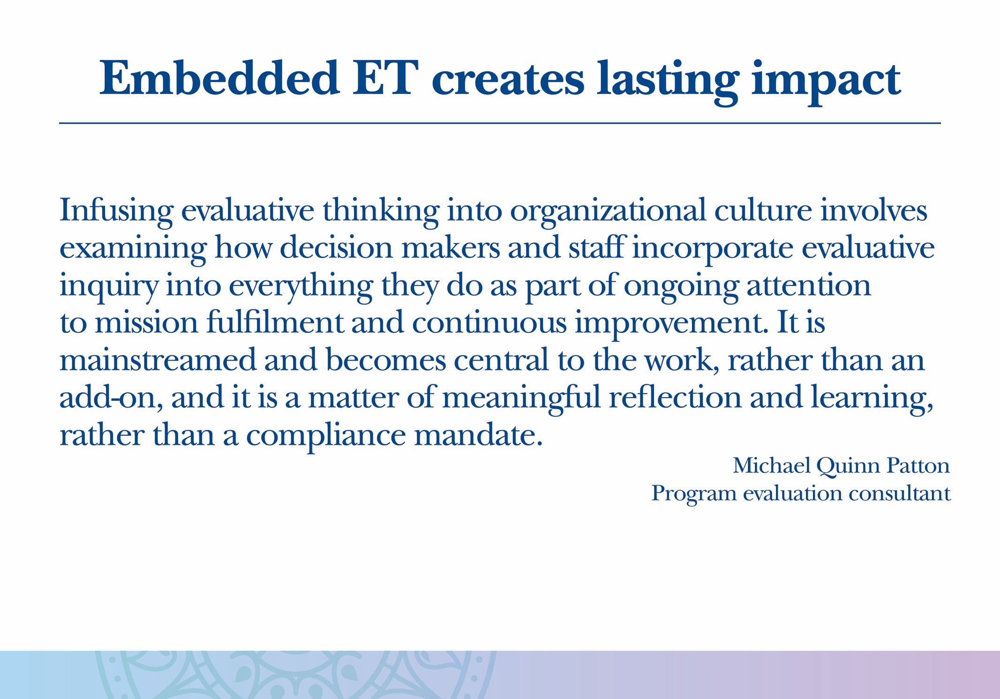 Embedded ET creates lasting impact
Infusing evaluative thinking into organizational culture involves
examining how decision makers and staff incorporate evaluative
inquiry into everything they do as part of ongoing attention
to mission fulfilment and continuous improvement. It is
mainstreamed and becomes central to the work, rather than an
add-on, and it is a matter of meaningful reflection and learning,
rather than a compliance mandate.
Michael Quinn Patton
Program evaluation consultant